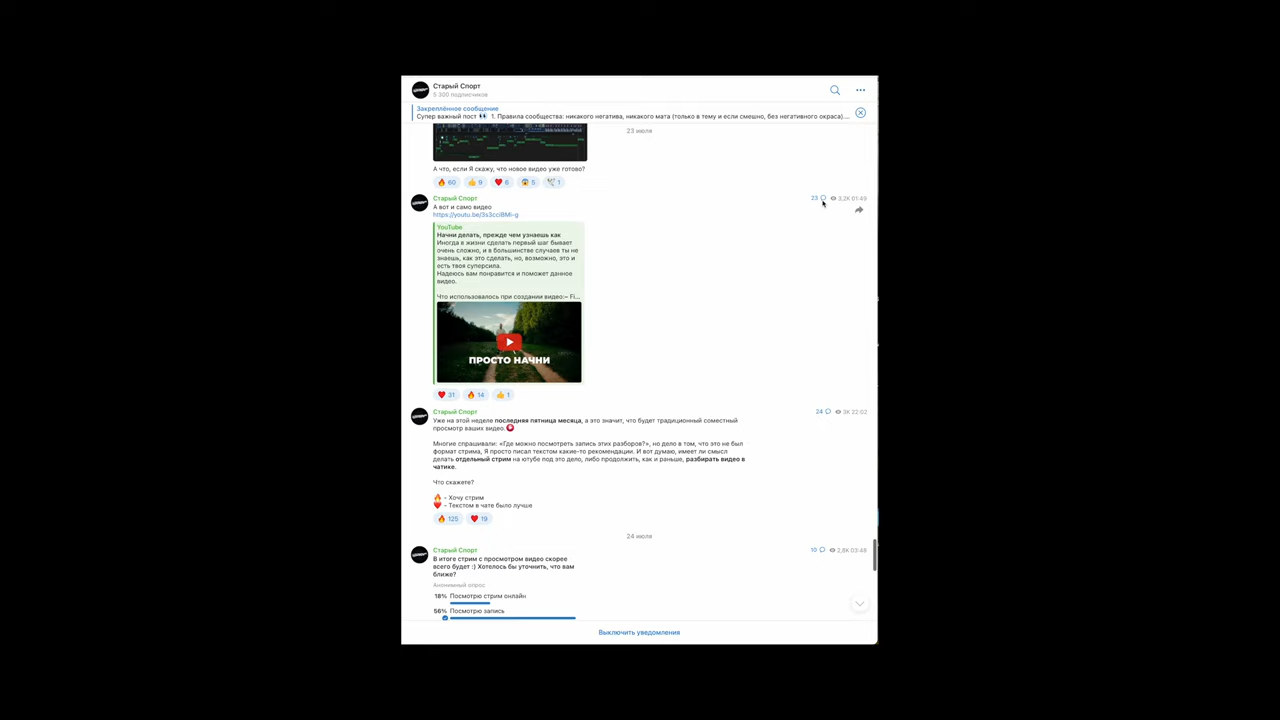 Старый Спорт
5 300 подписчиков
Закреплённое сообщение
Супер важный пост 👀 1. Правила сообщества: никакого негатива, никакого мата (только в тему и если смешно, без негативного окраса)....
23 июля
А что, если Я скажу, что новое видео уже готово?
🔥 60 👍 9 ❤️ 6 😱 5 🕊 1
Старый Спорт 23 3,2K 01:49
А вот и само видео
https://youtu.be/3s3cciBMi-g
YouTube
Начни делать, прежде чем узнаешь как
Иногда в жизни сделать первый шаг бывает
очень сложно, и в большинстве случаев ты не
знаешь, как это сделать, но, возможно, это и
есть твоя суперсила.
Надеюсь вам понравится и поможет данное
видео.
Что использовалось при создании видео:– Fi...
ПРОСТО НАЧНИ
❤️ 31 🔥 14 👍 1
Старый Спорт 24 3K 22:02
Уже на этой неделе последняя пятница месяца, а это значит, что будет традиционный соместный
просмотр ваших видео.
Многие спрашивали: «Где можно посмотреть запись этих разборов?», но дело в том, что это не был
формат стрима, Я просто писал текстом какие-то рекомендации. И вот думаю, имеет ли смысл
делать отдельный стрим на ютубе под это дело, либо продолжить, как и раньше, разбирать видео в
чатике.
Что скажете?
🔥 - Хочу стрим
❤️ - Текстом в чате было лучше
🔥 125 ❤️ 19
24 июля
Старый Спорт 10 2,8K 03:48
В итоге стрим с просмотром видео скорее
всего будет :) Хотелось бы уточнить, что вам
ближе?
Анонимный опрос
18% Посмотрю стрим онлайн
56% Посмотрю запись
Выключить уведомления